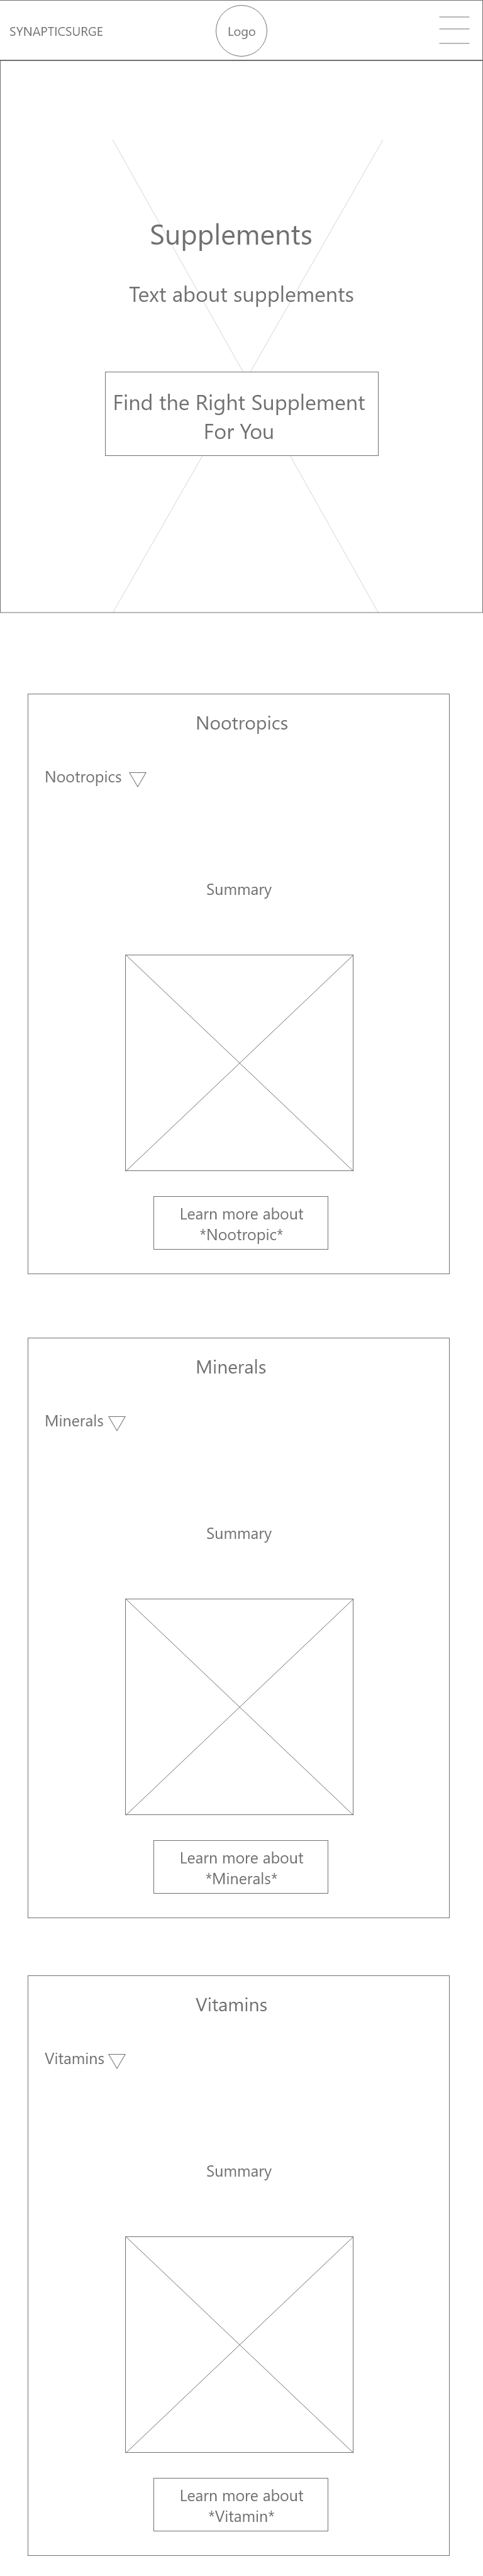 SYNAPTICSURGE
Logo
Supplements
Text about supplements
Find the Right Supplement
For You
Nootropics
Nootropics
Summary
Learn more about
*Nootropic*
Minerals
Minerals
Summary
Learn more about
*Minerals*
Vitamins
Vitamins
Summary
Learn more about
*Vitamin*